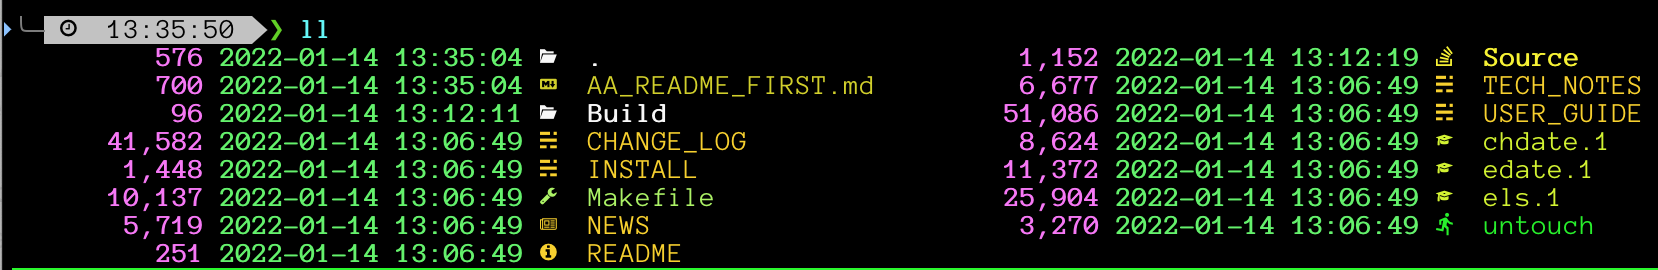 13:35:50 ❯ ll
576 2022-01-14 13:35:04 . 1,152 2022-01-14 13:12:19 Source
700 2022-01-14 13:35:04 AA_README_FIRST.md 6,677 2022-01-14 13:06:49 TECH_NOTES
96 2022-01-14 13:12:11 Build 51,086 2022-01-14 13:06:49 USER_GUIDE
41,582 2022-01-14 13:06:49 CHANGE_LOG 8,624 2022-01-14 13:06:49 chdate.1
1,448 2022-01-14 13:06:49 INSTALL 11,372 2022-01-14 13:06:49 edate.1
10,137 2022-01-14 13:06:49 Makefile 25,904 2022-01-14 13:06:49 els.1
5,719 2022-01-14 13:06:49 NEWS 3,270 2022-01-14 13:06:49 untouch
251 2022-01-14 13:06:49 README